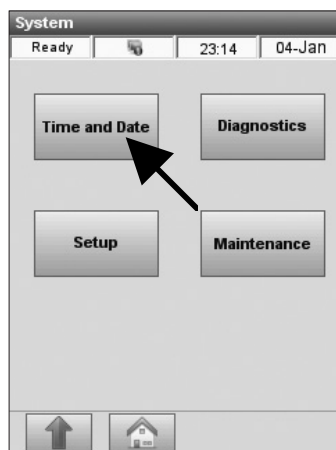 System
Ready 23:14 04-Jan
Time and Date Diagnostics
Setup Maintenance